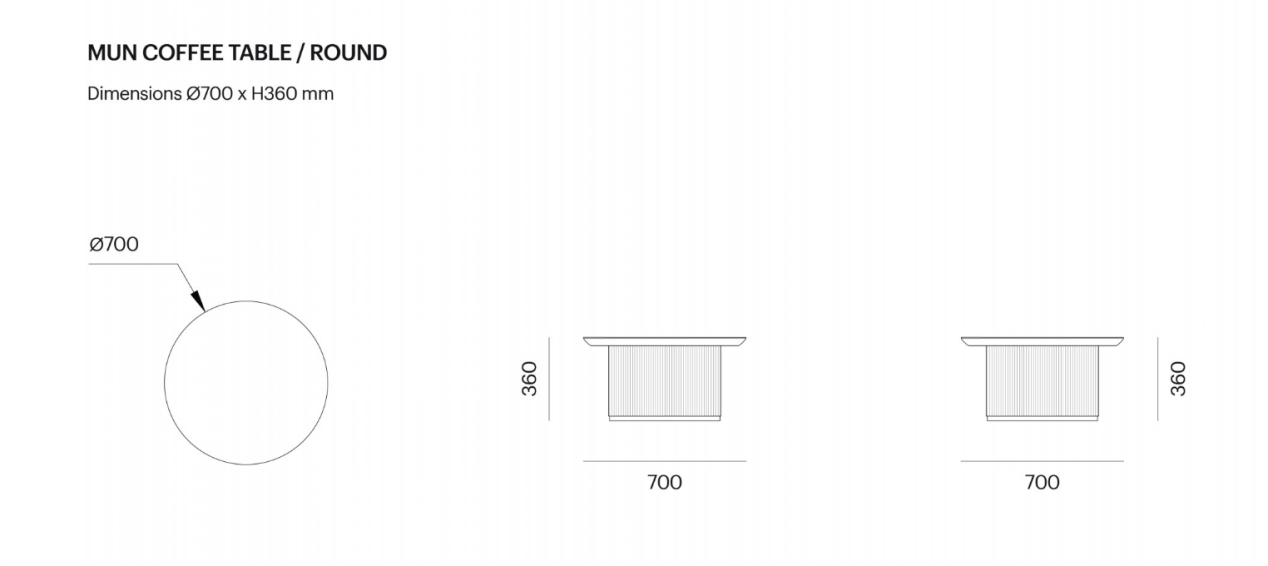 MUN COFFEE TABLE / ROUND
Dimensions Ø700 x H360 mm
Ø700
360
700
360
700